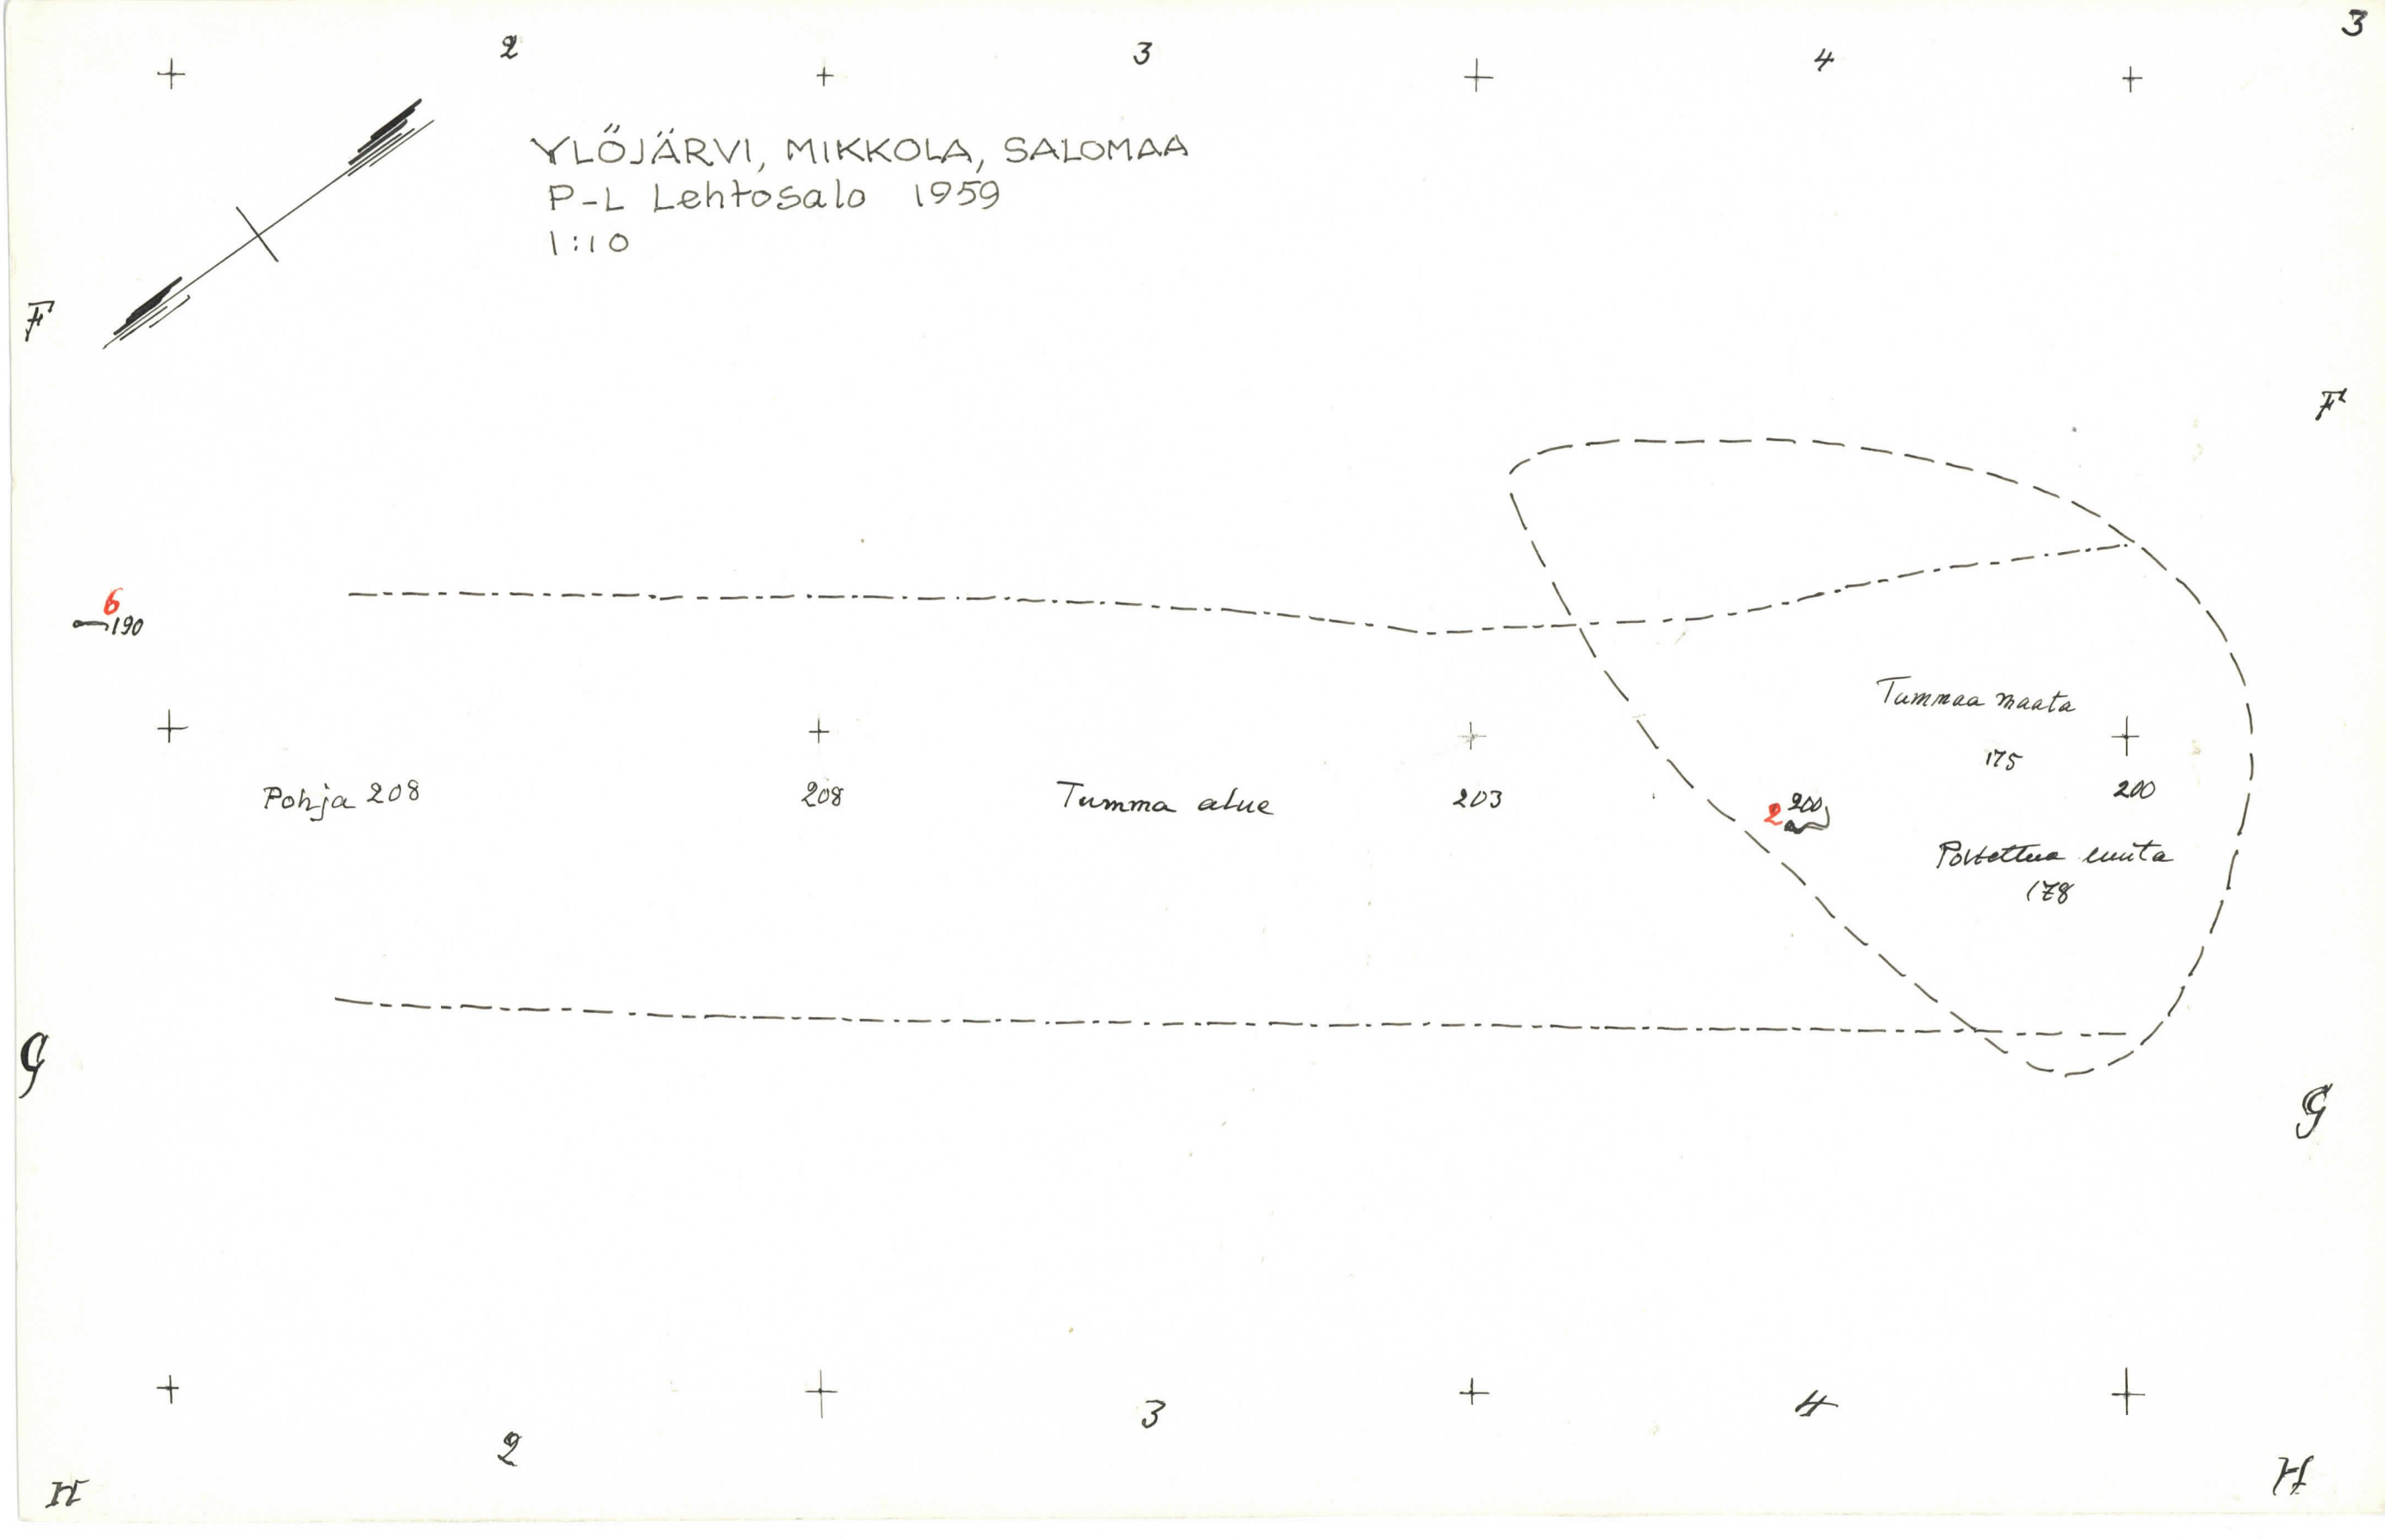 3
2 3 4
YLÖJÄRVI, MIKKOLA, SALOMAA
P-L Lehtosalo 1959
1:10
F
F
6
190
Tummaa maata
175
Pohja 208
208
Tumma alue
203
200
2 200
Poltettua luuta
178
G
G
2 3 4
H
H